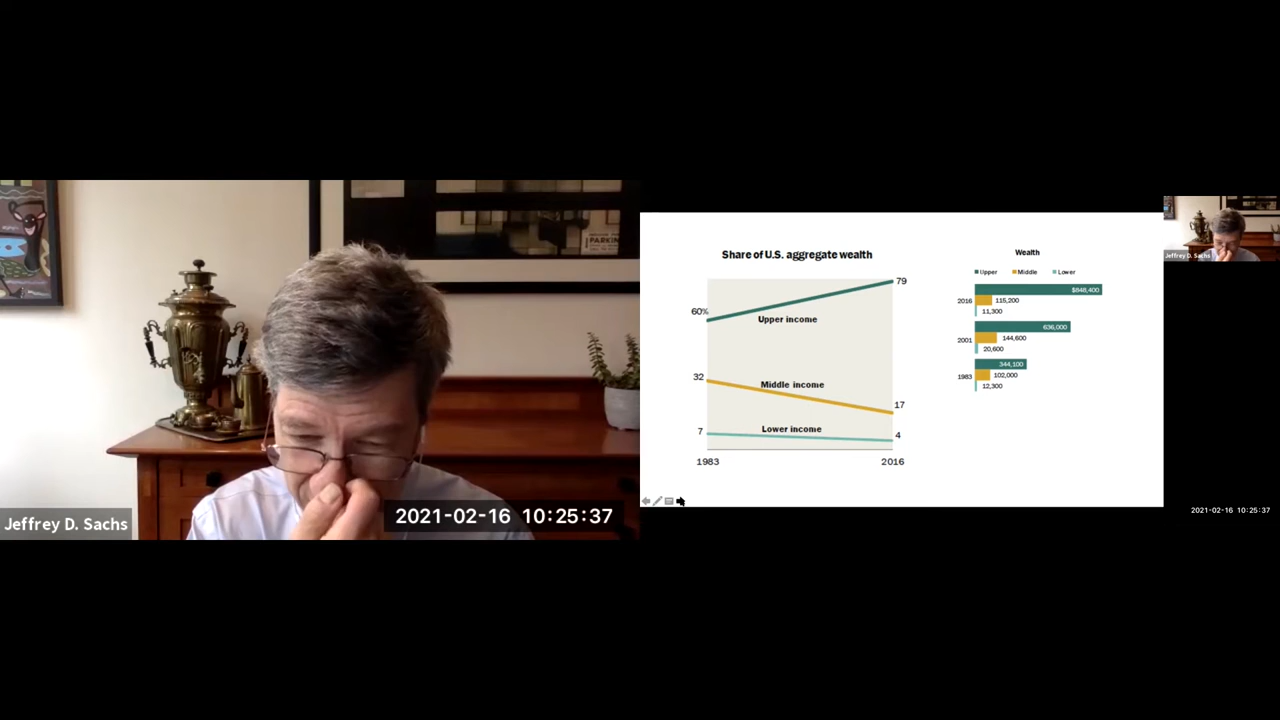 PARKIN
Jeffrey D. Sachs
2021-02-16 10:25:37
Share of U.S. aggregate wealth
60%
79
Upper income
32
Middle income
17
7
Lower income
4
1983
2016
Wealth
Upper
Middle
Lower
2016
$848,400
115,200
11,300
2001
636,000
144,600
20,600
1983
344,100
102,000
12,300
Jeffrey D. Sachs
2021-02-16 10:25:37